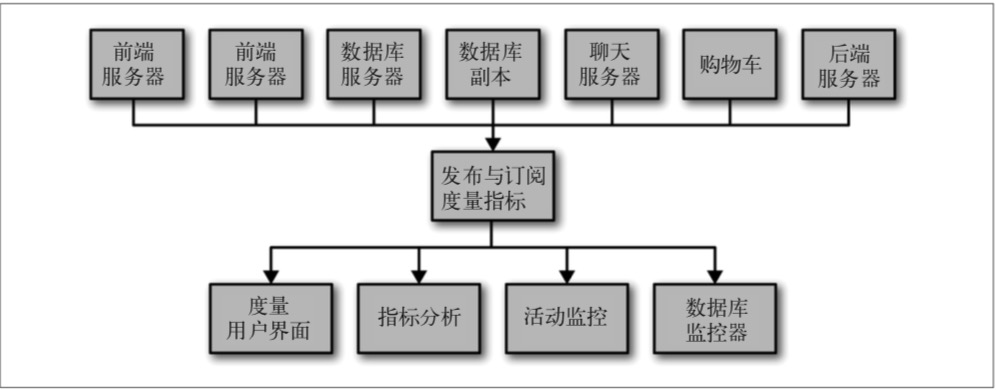 前端
服务器
前端
服务器
数据库
服务器
数据库
副本
聊天
服务器
购物车
后端
服务器
发布与订阅
度量指标
度量
用户界面
指标分析
活动监控
数据库
监控器